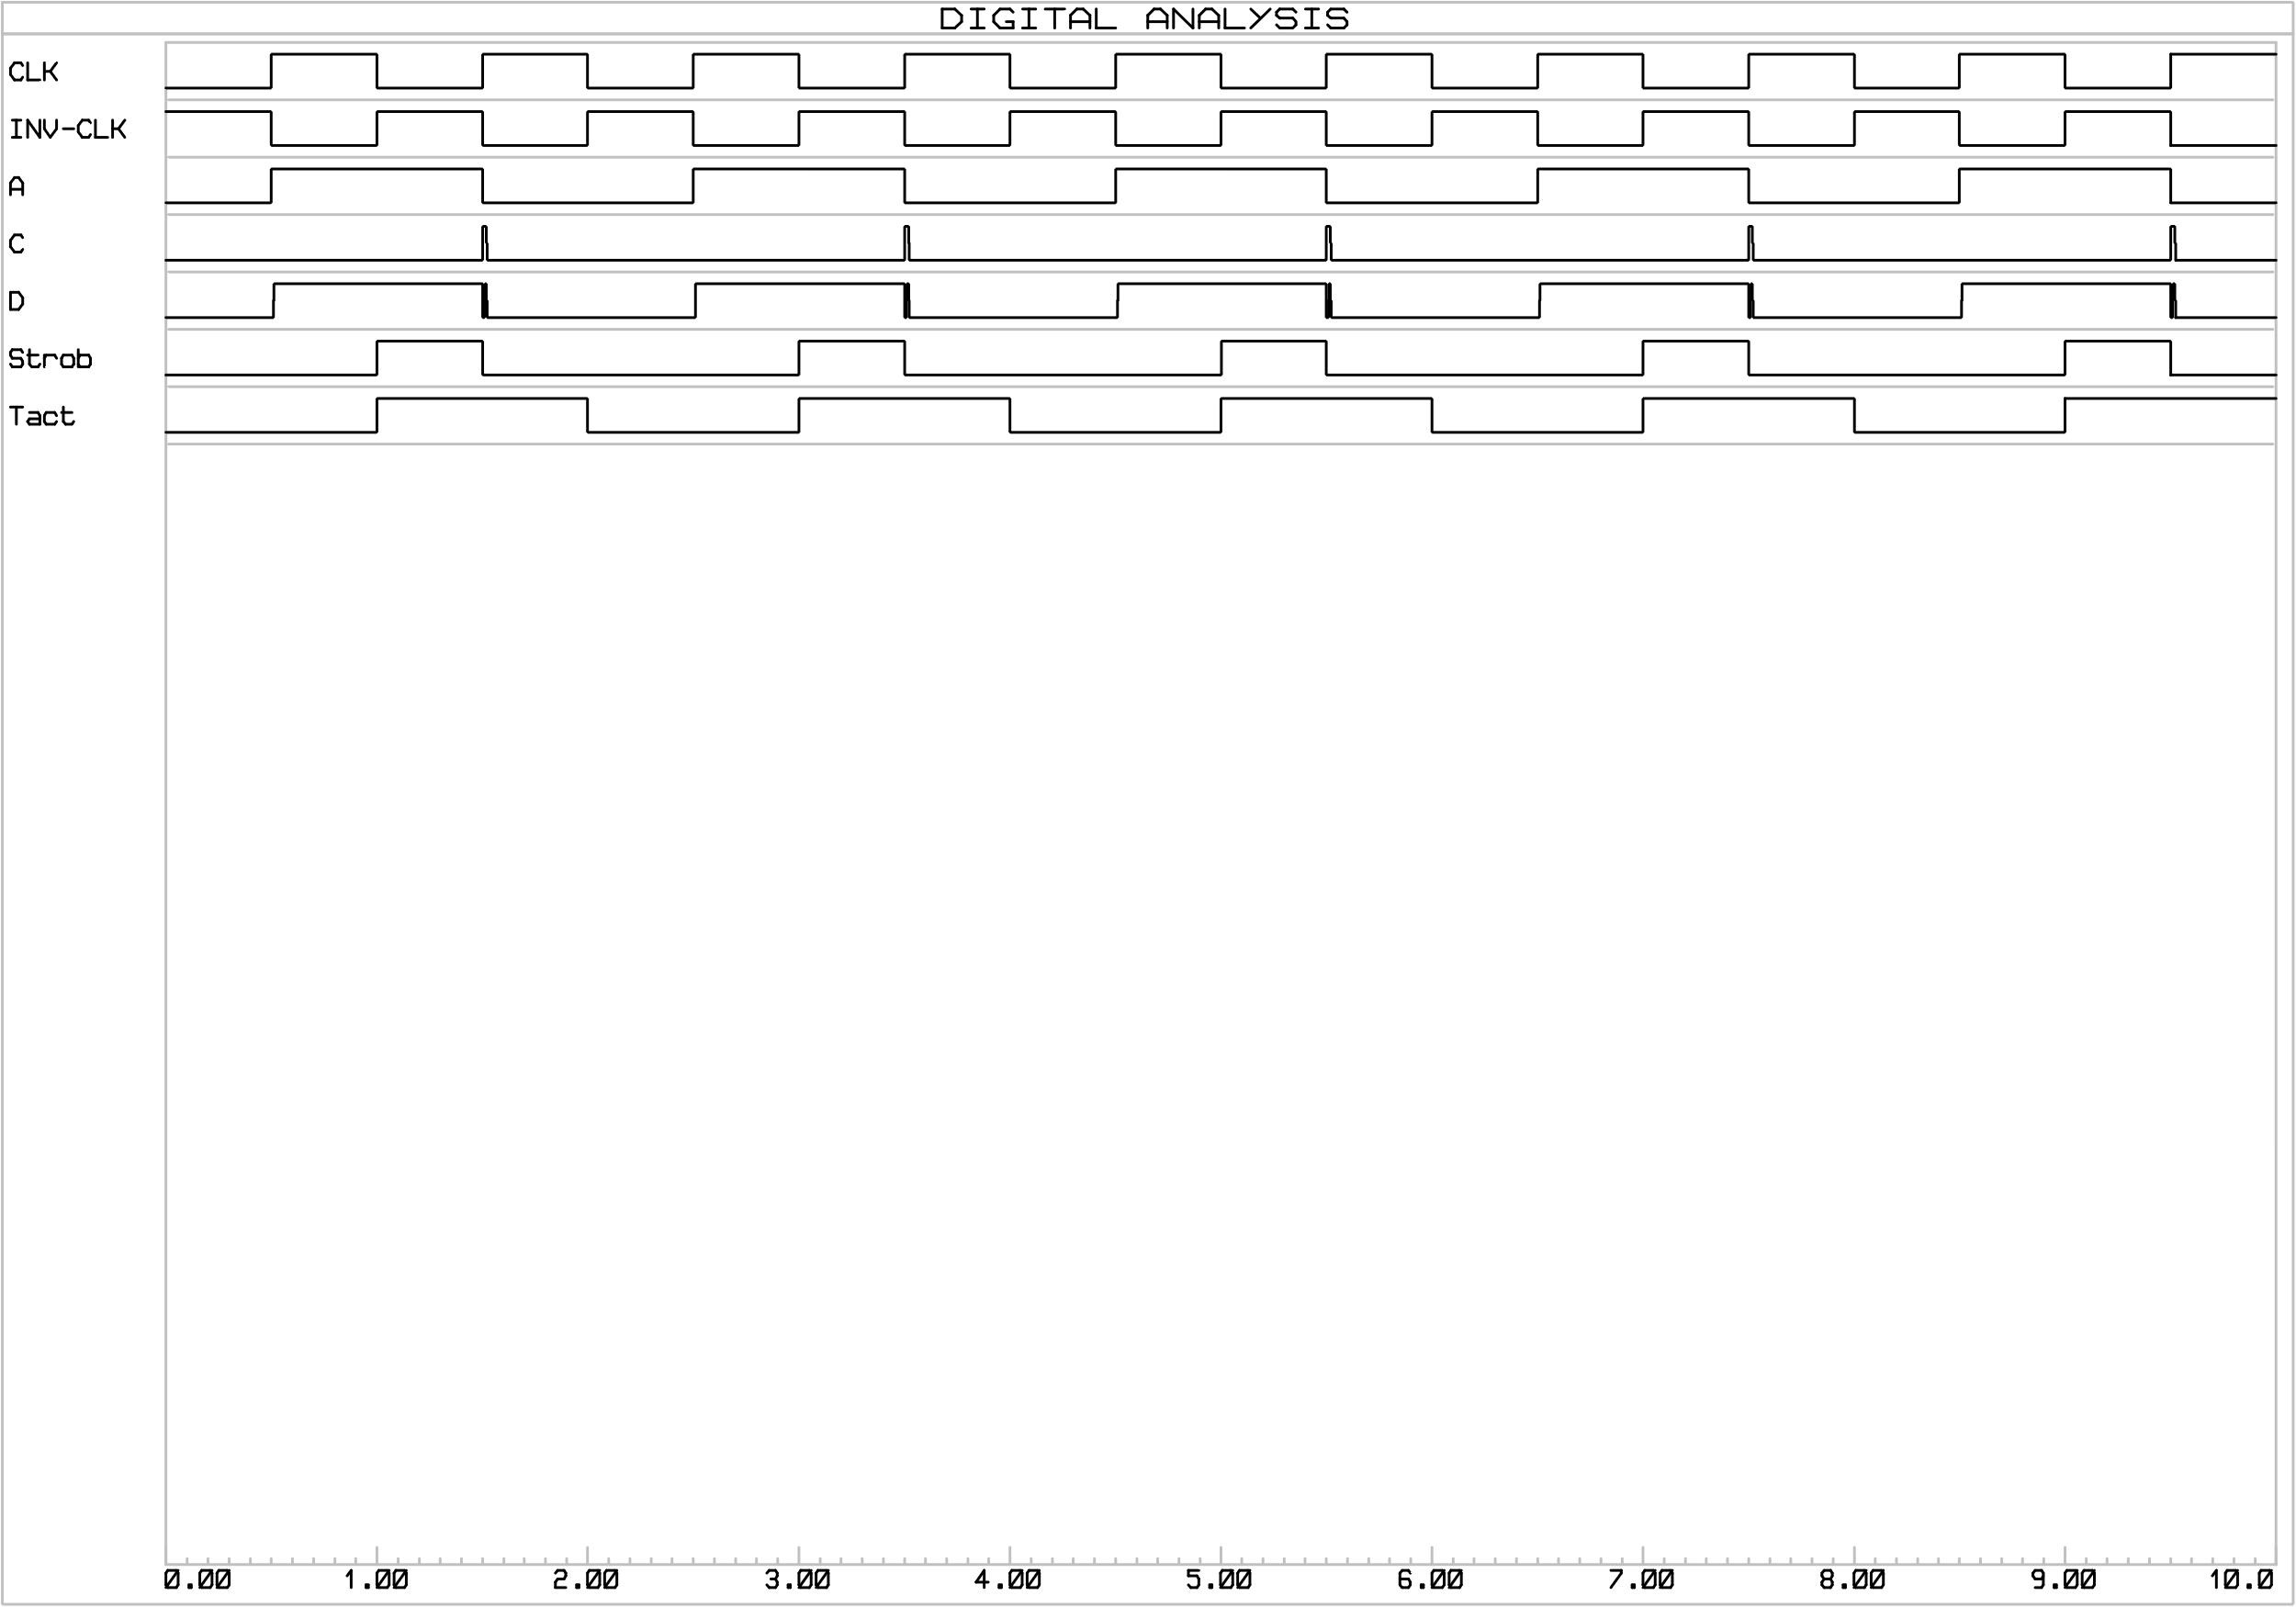 DIGITAL ANALYSIS
CLK
INV-CLK
A
C
D
Strob
Tact
0.00 1.00 2.00 3.00 4.00 5.00 6.00 7.00 8.00 9.00 10.0